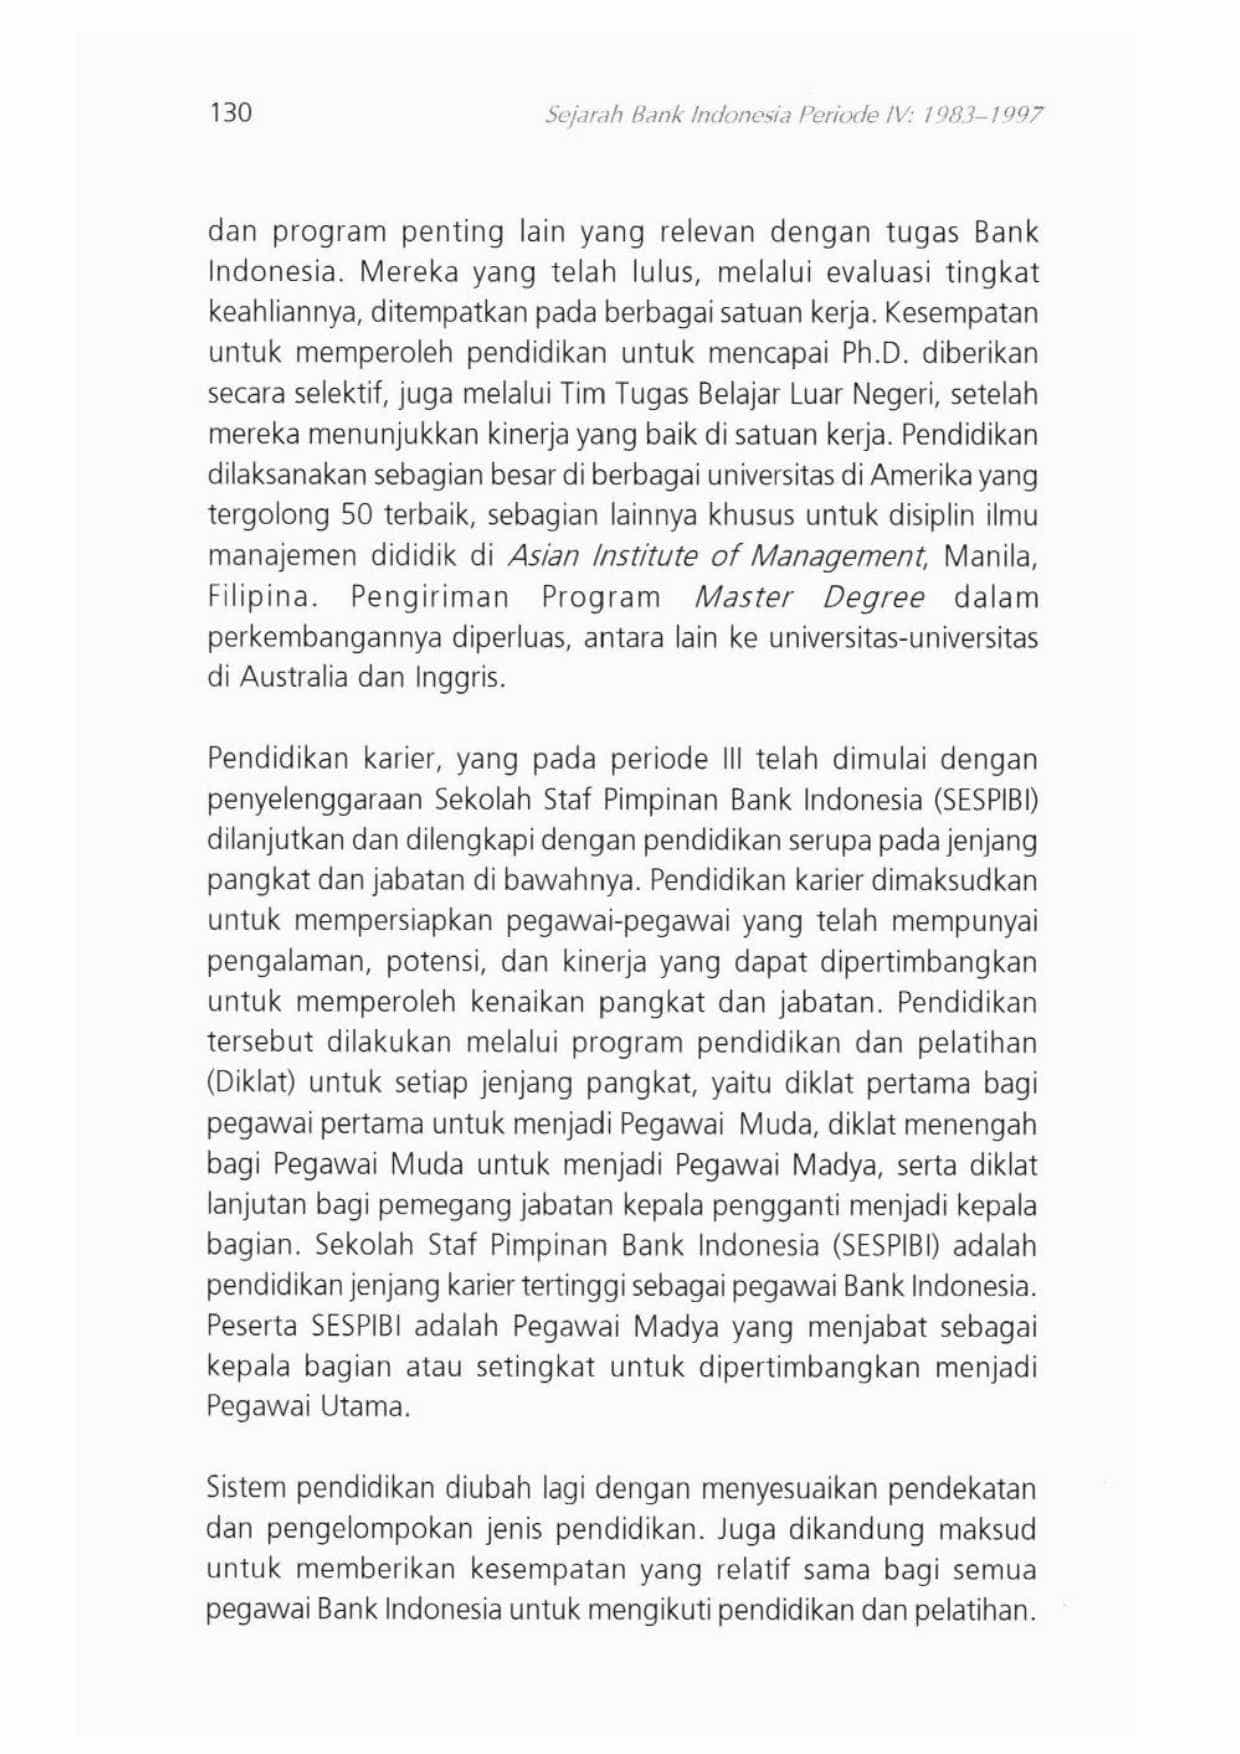 130
Sejarah Bank Indonesia Periode IV: 1983–1997
dan program penting lain yang relevan dengan tugas Bank
Indonesia. Mereka yang telah lulus, melalui evaluasi tingkat
keahliannya, ditempatkan pada berbagai satuan kerja. Kesempatan
untuk memperoleh pendidikan untuk mencapai Ph.D. diberikan
secara selektif, juga melalui Tim Tugas Belajar Luar Negeri, setelah
mereka menunjukkan kinerja yang baik di satuan kerja. Pendidikan
dilaksanakan sebagian besar di berbagai universitas di Amerika yang
tergolong 50 terbaik, sebagian lainnya khusus untuk disiplin ilmu
manajemen dididik di Asian Institute of Management, Manila,
Filipina. Pengiriman Program Master Degree dalam
perkembangannya diperluas, antara lain ke universitas-universitas
di Australia dan Inggris.
Pendidikan karier, yang pada periode III telah dimulai dengan
penyelenggaraan Sekolah Staf Pimpinan Bank Indonesia (SESPIBI)
dilanjutkan dan dilengkapi dengan pendidikan serupa pada jenjang
pangkat dan jabatan di bawahnya. Pendidikan karier dimaksudkan
untuk mempersiapkan pegawai-pegawai yang telah mempunyai
pengalaman, potensi, dan kinerja yang dapat dipertimbangkan
untuk memperoleh kenaikan pangkat dan jabatan. Pendidikan
tersebut dilakukan melalui program pendidikan dan pelatihan
(Diklat) untuk setiap jenjang pangkat, yaitu diklat pertama bagi
pegawai pertama untuk menjadi Pegawai Muda, diklat menengah
bagi Pegawai Muda untuk menjadi Pegawai Madya, serta diklat
lanjutan bagi pemegang jabatan kepala pengganti menjadi kepala
bagian. Sekolah Staf Pimpinan Bank Indonesia (SESPIBI) adalah
pendidikan jenjang karier tertinggi sebagai pegawai Bank Indonesia.
Peserta SESPIBI adalah Pegawai Madya yang menjabat sebagai
kepala bagian atau setingkat untuk dipertimbangkan menjadi
Pegawai Utama.
Sistem pendidikan diubah lagi dengan menyesuaikan pendekatan
dan pengelompokan jenis pendidikan. Juga dikandung maksud
untuk memberikan kesempatan yang relatif sama bagi semua
pegawai Bank Indonesia untuk mengikuti pendidikan dan pelatihan.